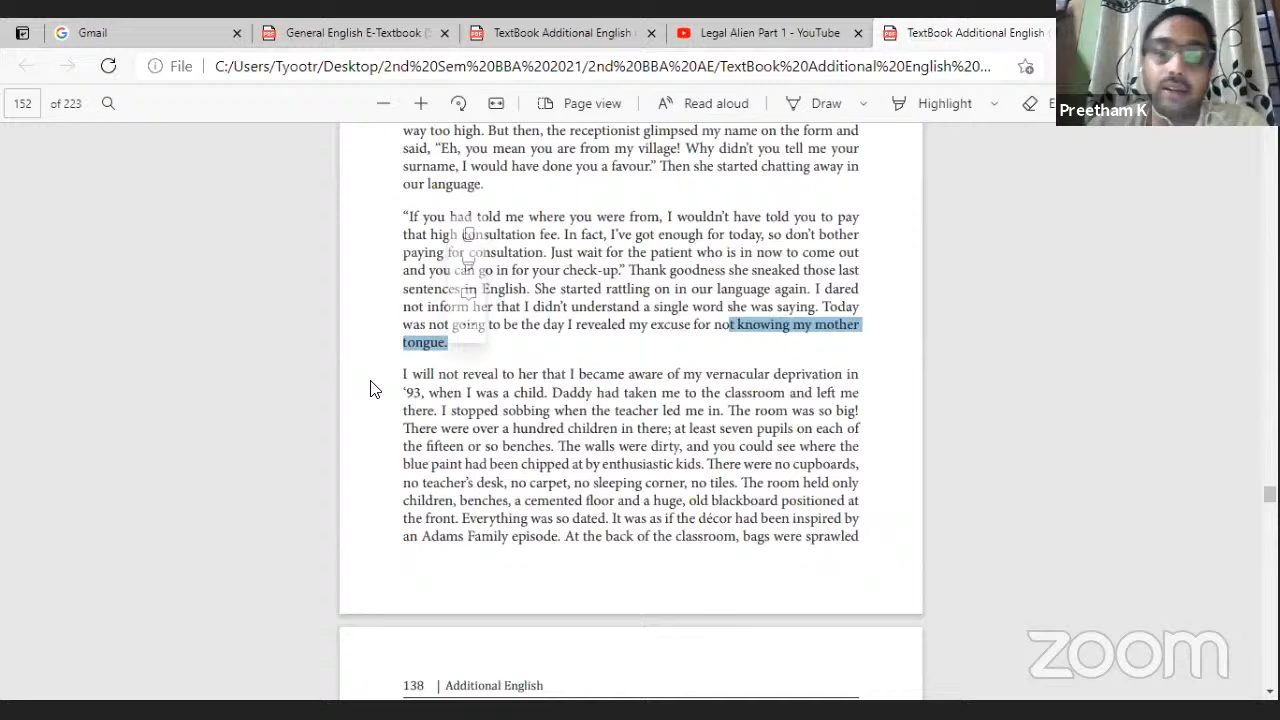 Gmail
General English E-Textbook (
TextBook Additional English
Legal Alien Part 1 - YouTube
TextBook Additional English
File
C:/Users/Tyootr/Desktop/2nd%20Sem%20BBA%202021/2nd%20BBA%20AE/TextBook%20Additional%20English%20...
Preetham K
152
of 223
Page view
Read aloud
Draw
Highlight
way too high. But then, the receptionist glimpsed my name on the form and
said, “Eh, you mean you are from my village! Why didn’t you tell me your
surname, I would have done you a favour.” Then she started chatting away in
our language.
“If you had told me where you were from, I wouldn’t have told you to pay
that high consultation fee. In fact, I’ve got enough for today, so don’t bother
paying for consultation. Just wait for the patient who is in now to come out
and you can go in for your check-up.” Thank goodness she sneaked those last
sentences in English. She started rattling on in our language again. I dared
not inform her that I didn’t understand a single word she was saying. Today
was not going to be the day I revealed my excuse for not knowing my mother
tongue.
I will not reveal to her that I became aware of my vernacular deprivation in
‘93, when I was a child. Daddy had taken me to the classroom and left me
there. I stopped sobbing when the teacher led me in. The room was so big!
There were over a hundred children in there; at least seven pupils on each of
the fifteen or so benches. The walls were dirty, and you could see where the
blue paint had been chipped at by enthusiastic kids. There were no cupboards,
no teacher’s desk, no carpet, no sleeping corner, no tiles. The room held only
children, benches, a cemented floor and a huge, old blackboard positioned at
the front. Everything was so dated. It was as if the décor had been inspired by
an Adams Family episode. At the back of the classroom, bags were sprawled
138 | Additional English
zoom